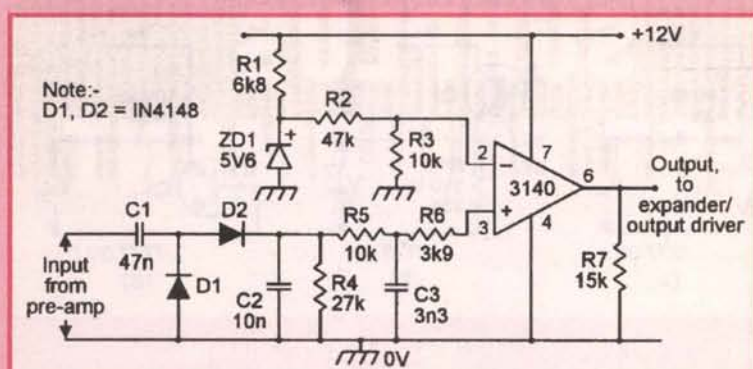 +12V
R1
6k8
Note:-
D1, D2 = IN4148
R2
47k
ZD1
5V6
+
R3
10k
2
−
7
3140
6
+
3
4
Output,
to
expander/
output driver
C1
47n
D2
R5
10k
R6
3k9
Input
from
pre-amp
D1
C2
10n
R4
27k
C3
3n3
R7
15k
0V